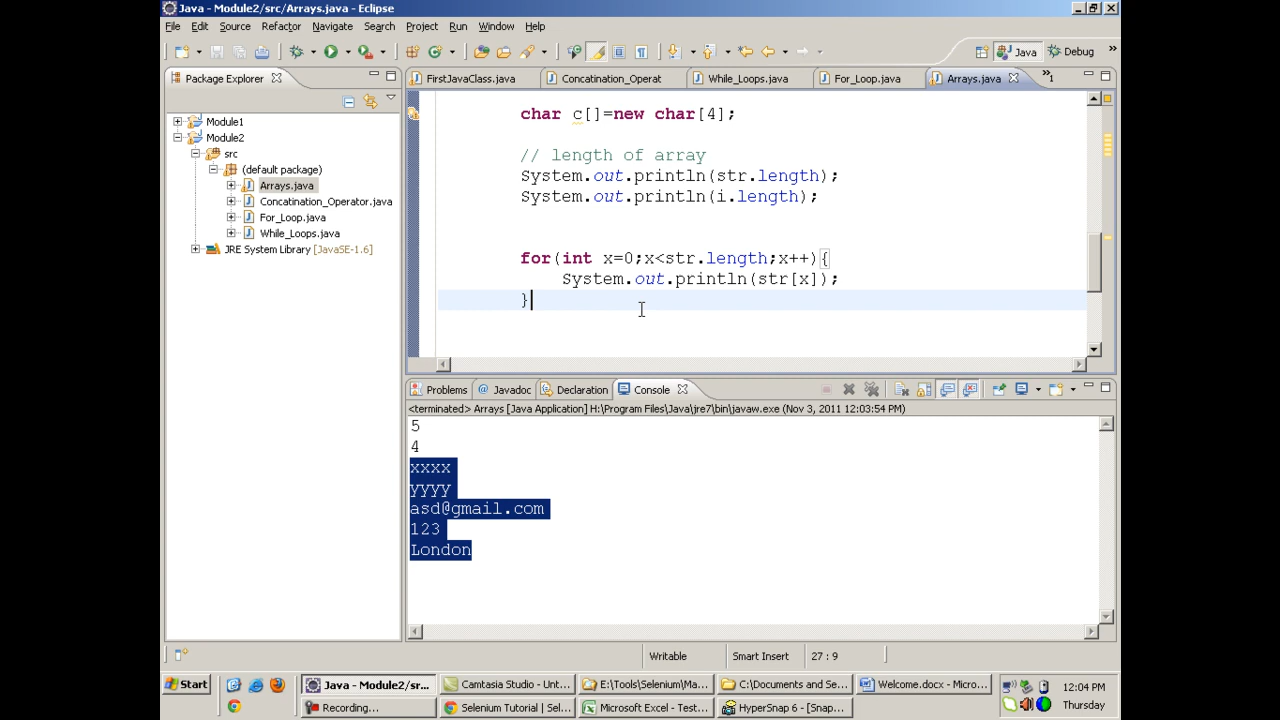 Java - Module2/src/Arrays.java - Eclipse
File Edit Source Refactor Navigate Search Project Run Window Help
Java Debug
Package Explorer
FirstJavaClass.java Concatination_Operat While_Loops.java For_Loop.java Arrays.java 1
Module1
Module2
src
(default package)
Arrays.java
Concatination_Operator.java
For_Loop.java
While_Loops.java
JRE System Library [JavaSE-1.6]
char c[]=new char[4];
// length of array
System.out.println(str.length);
System.out.println(i.length);
for(int x=0;x<str.length;x++){
System.out.println(str[x]);
}
Problems Javadoc Declaration Console
<terminated> Arrays [Java Application] H:\Program Files\Java\jre7\bin\javaw.exe (Nov 3, 2011 12:03:54 PM)
5
4
xxxx
yyyy
asd@gmail.com
123
London
Writable Smart Insert 27 : 9
Start Java - Module2/sr... Camtasia Studio - Unt... E:\Tools\Selenium\Ma... C:\Documents and Se... Welcome.docx - Micro... 12:04 PM
Recording... Selenium Tutorial | Sel... Microsoft Excel - Test... HyperSnap 6 - [Snap... Thursday